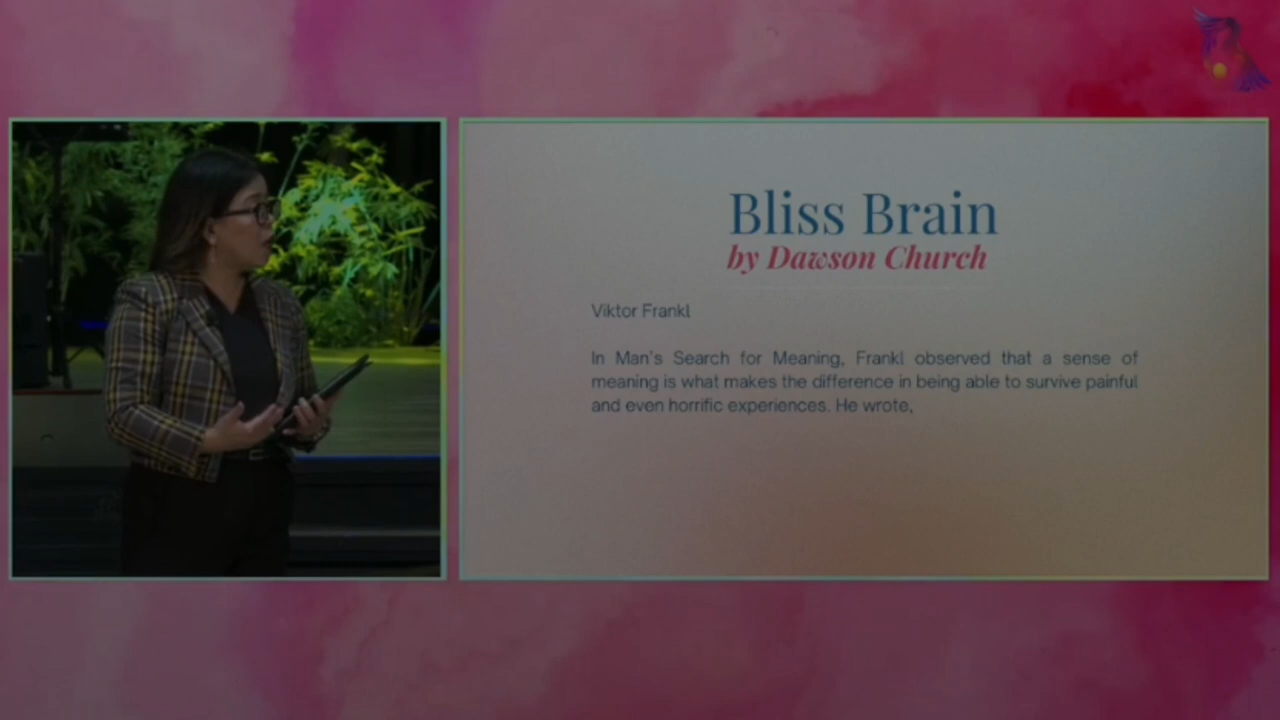 Bliss Brain
by Dawson Church
Viktor Frankl
In Man's Search for Meaning, Frankl observed that a sense of
meaning is what makes the difference in being able to survive painful
and even horrific experiences. He wrote,